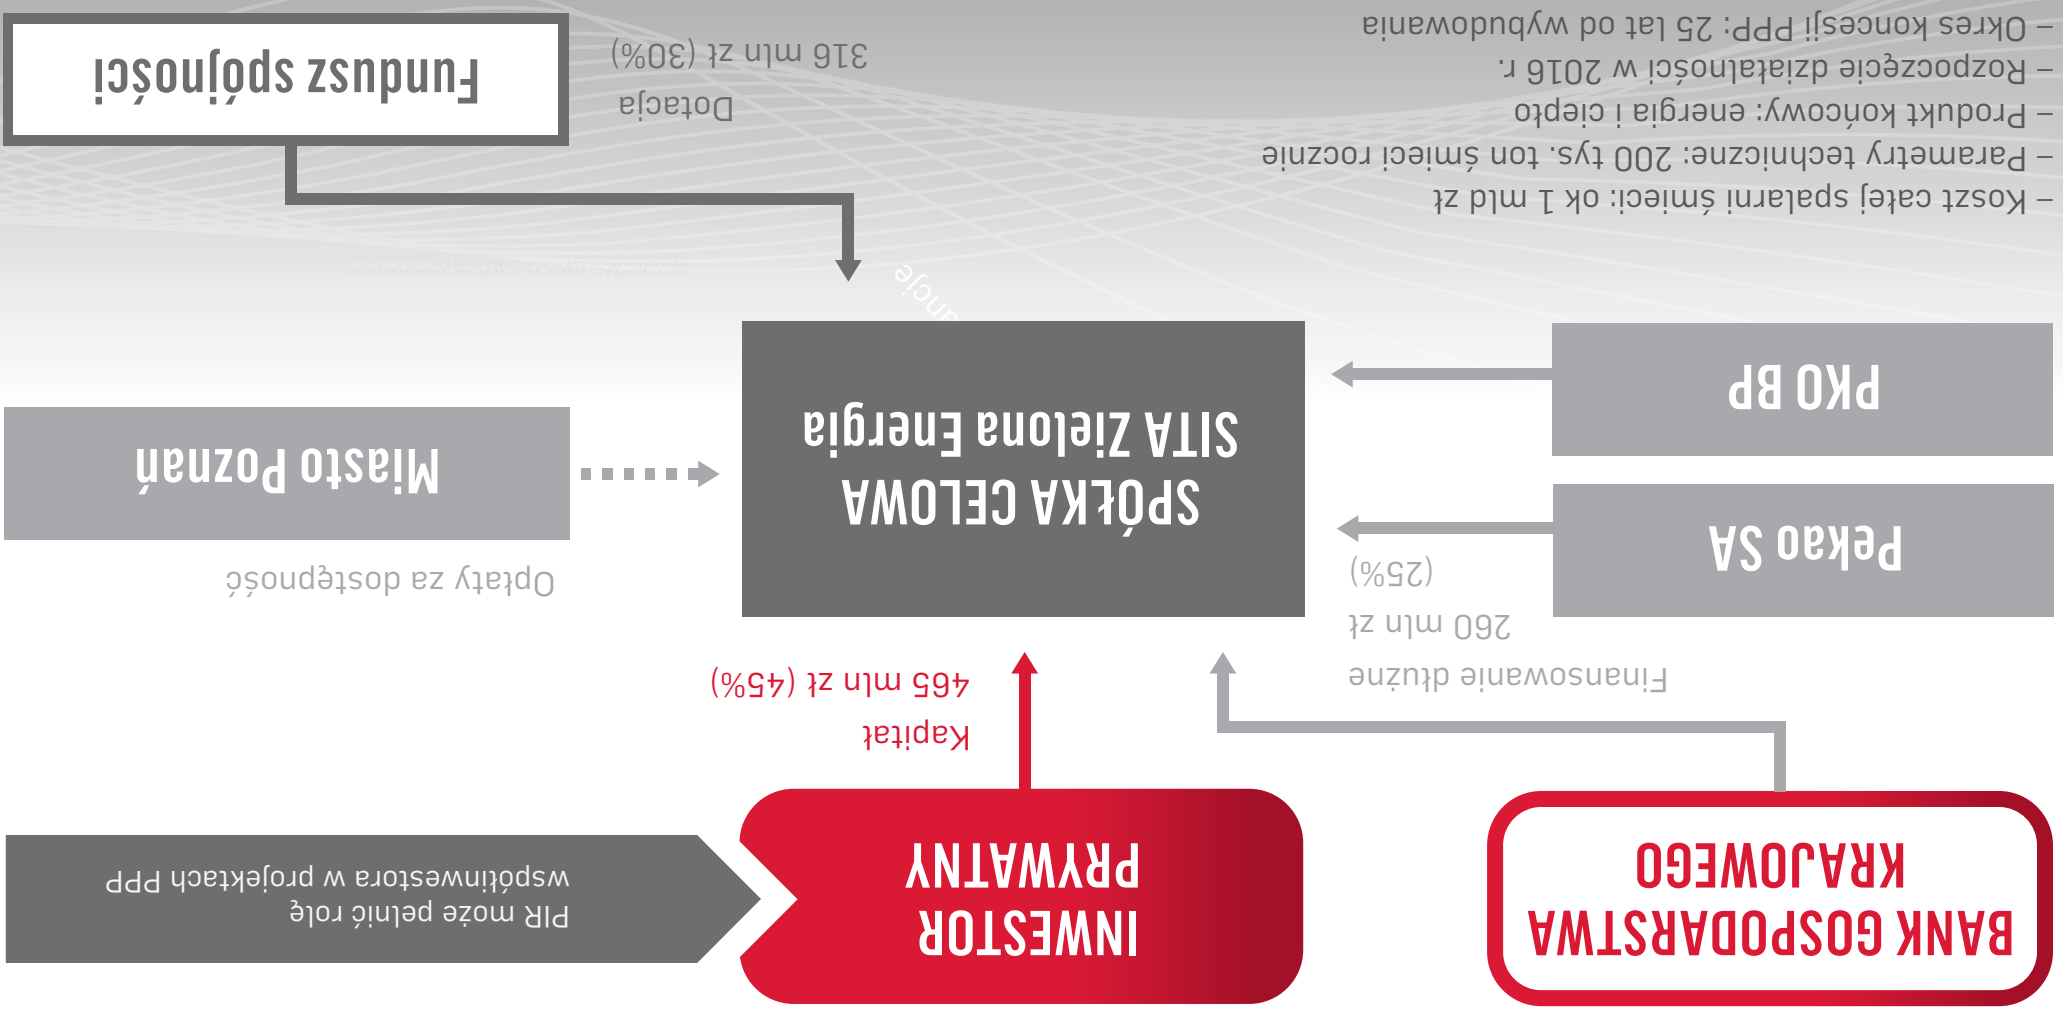 BANK GOSPODARSTWA
KRAJOWEGO
INWESTOR
PRYWATNY
PIR może pelnić rolę
współinwestora w projektach PPP
Kapitał
465 mln zł (45%)
Finansowanie dłużne
260 mln zł
(25%)
Pekao SA
PKO BP
SPÓŁKA CELOWA
SITA Zielona Energia
Opłaty za dostępność
Miasto Poznań
ancje
– Koszt całej spalarni śmieci: ok 1 mld zł
– Parametry techniczne: 200 tys. ton śmieci rocznie
– Produkt końcowy: energia i ciepło
– Rozpoczęcie działalności w 2016 r.
– Okres koncesji PPP: 25 lat od wybudowania
Dotacja
316 mln zł (30%)
Fundusz spójności